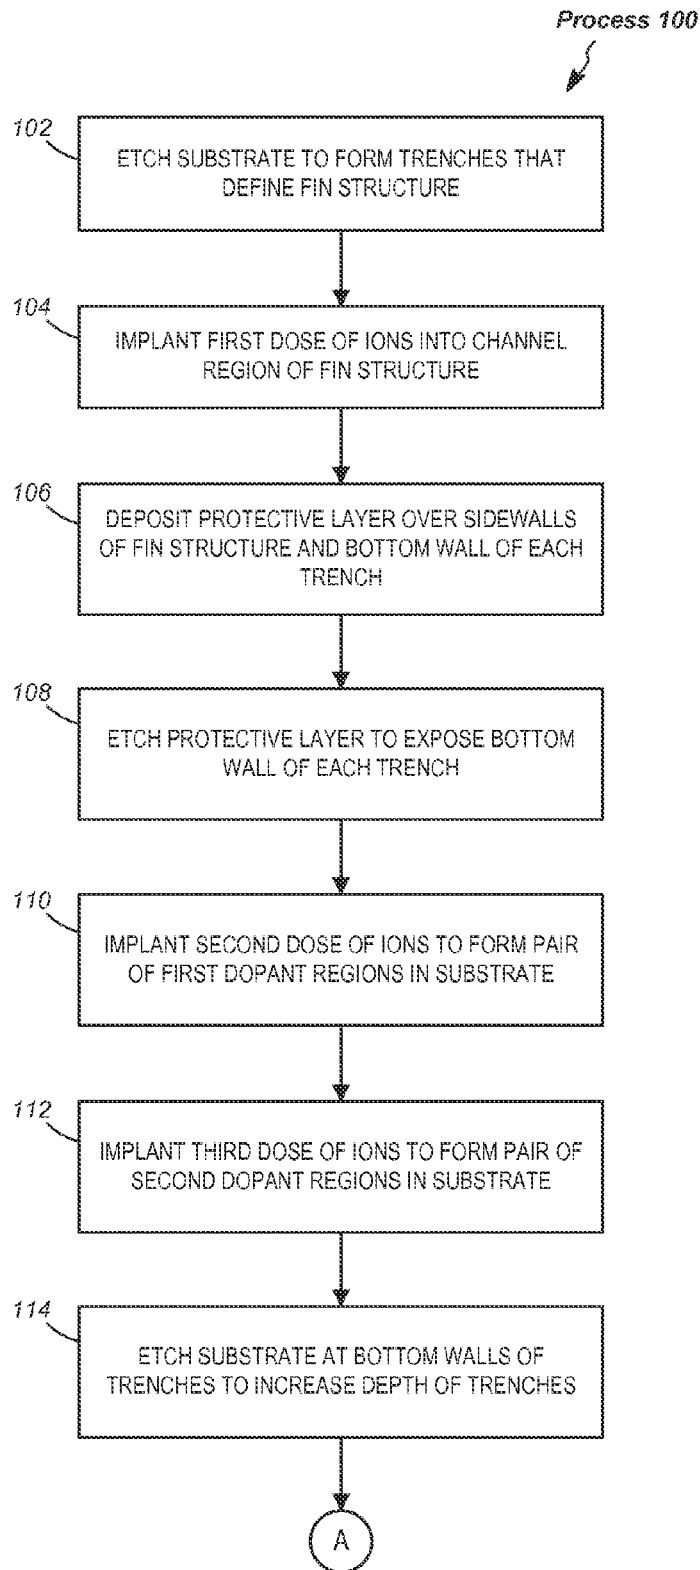 Process 100
102
ETCH SUBSTRATE TO FORM TRENCHES THAT
DEFINE FIN STRUCTURE
104
IMPLANT FIRST DOSE OF IONS INTO CHANNEL
REGION OF FIN STRUCTURE
106
DEPOSIT PROTECTIVE LAYER OVER SIDEWALLS
OF FIN STRUCTURE AND BOTTOM WALL OF EACH
TRENCH
108
ETCH PROTECTIVE LAYER TO EXPOSE BOTTOM
WALL OF EACH TRENCH
110
IMPLANT SECOND DOSE OF IONS TO FORM PAIR
OF FIRST DOPANT REGIONS IN SUBSTRATE
112
IMPLANT THIRD DOSE OF IONS TO FORM PAIR OF
SECOND DOPANT REGIONS IN SUBSTRATE
114
ETCH SUBSTRATE AT BOTTOM WALLS OF
TRENCHES TO INCREASE DEPTH OF TRENCHES
A